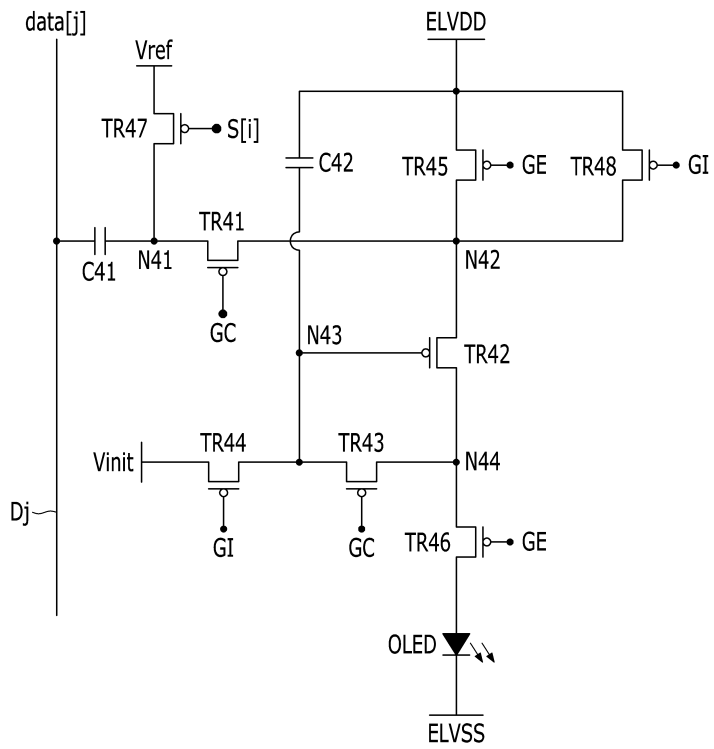 data[j]
ELVDD
Vref
TR47
S[i]
C42
TR45
GE
TR48
GI
TR41
C41
N41
N42
GC
N43
TR42
TR44
TR43
Vinit
N44
Dj
GI
GC
TR46
GE
OLED
ELVSS